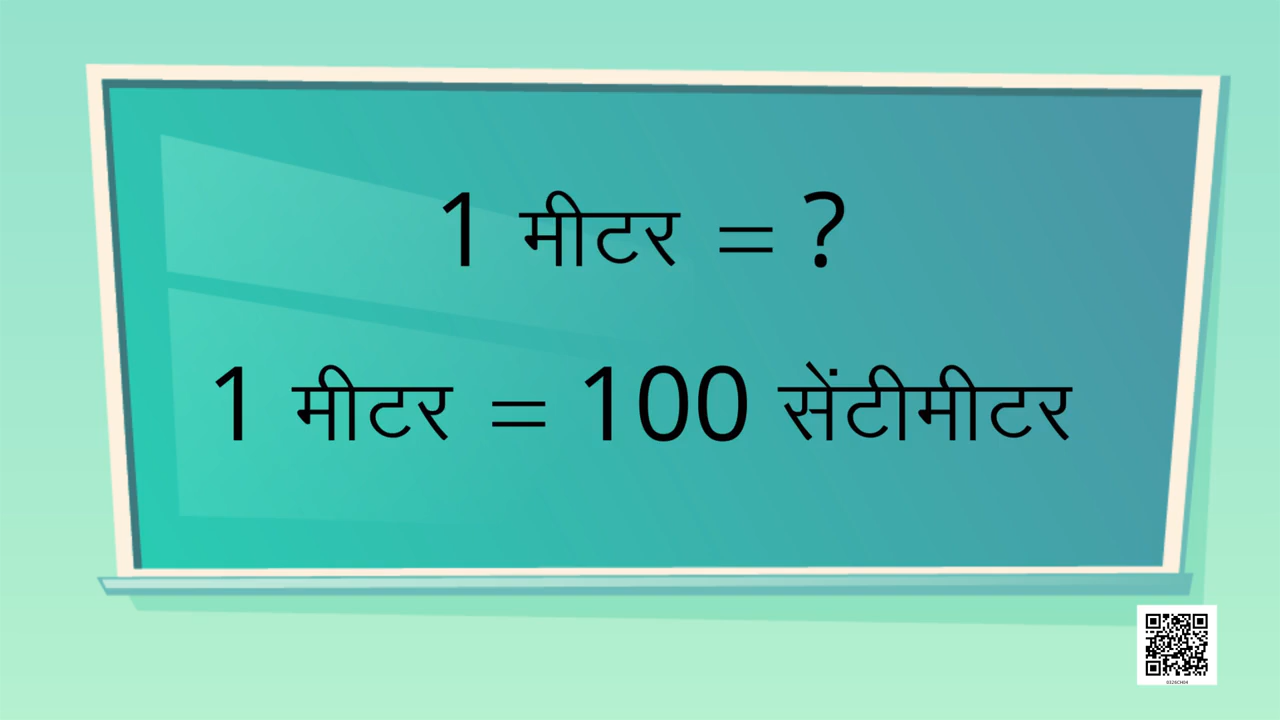 1 मीटर = ?
1 मीटर = 100 सेंटीमीटर